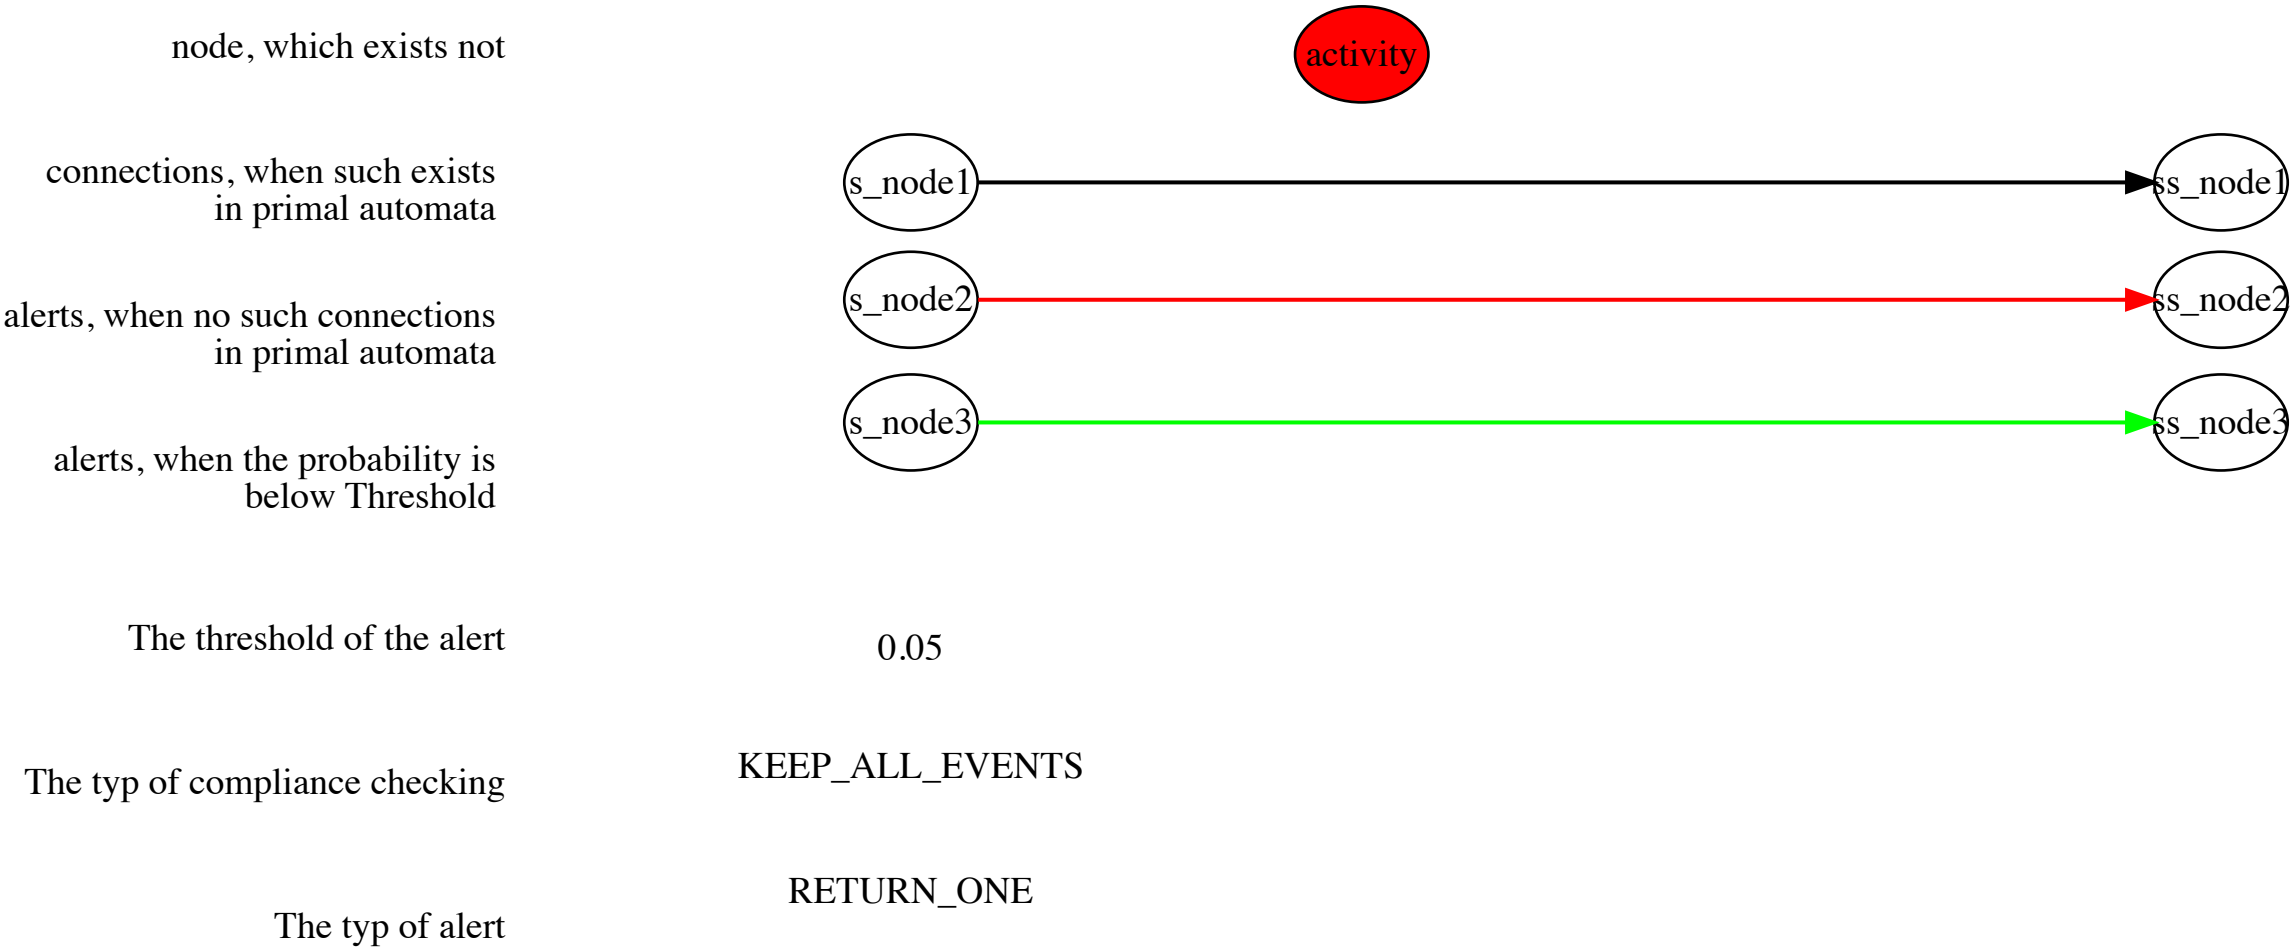 node, which exists not
activity
connections, when such exists
in primal automata
s_node1
ss_node1
alerts, when no such connections
in primal automata
s_node2
ss_node2
s_node3
ss_node3
alerts, when the probability is
below Threshold
The threshold of the alert
0.05
The typ of compliance checking
KEEP_ALL_EVENTS
The typ of alert
RETURN_ONE